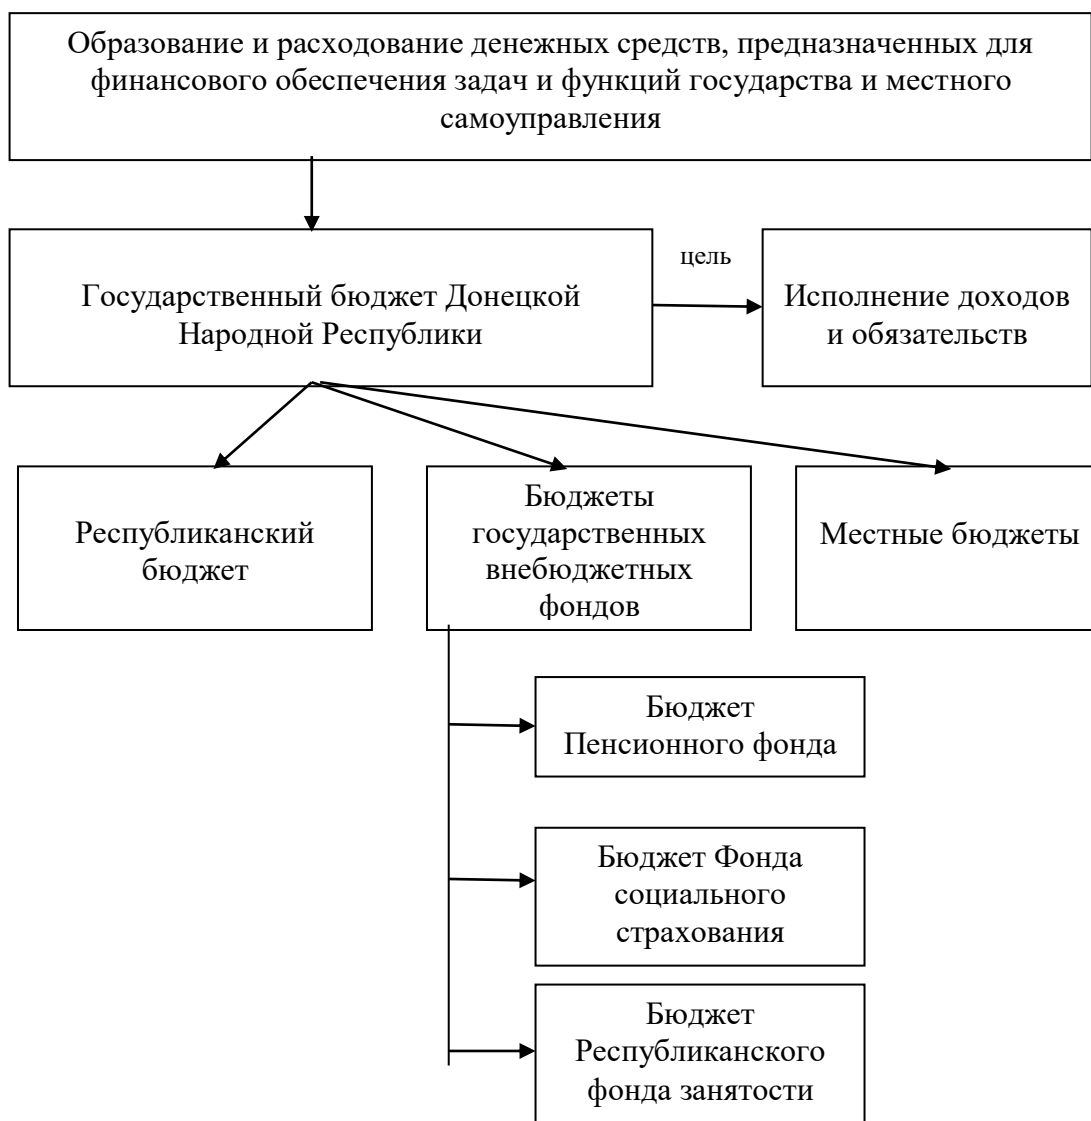 Образование и расходование денежных средств, предназначенных для
финансового обеспечения задач и функций государства и местного
самоуправления
цель
Государственный бюджет Донецкой
Народной Республики
Исполнение доходов
и обязательств
Республиканский
бюджет
Бюджеты
государственных
внебюджетных
фондов
Местные бюджеты
Бюджет
Пенсионного фонда
Бюджет Фонда
социального
страхования
Бюджет
Республиканского
фонда занятости